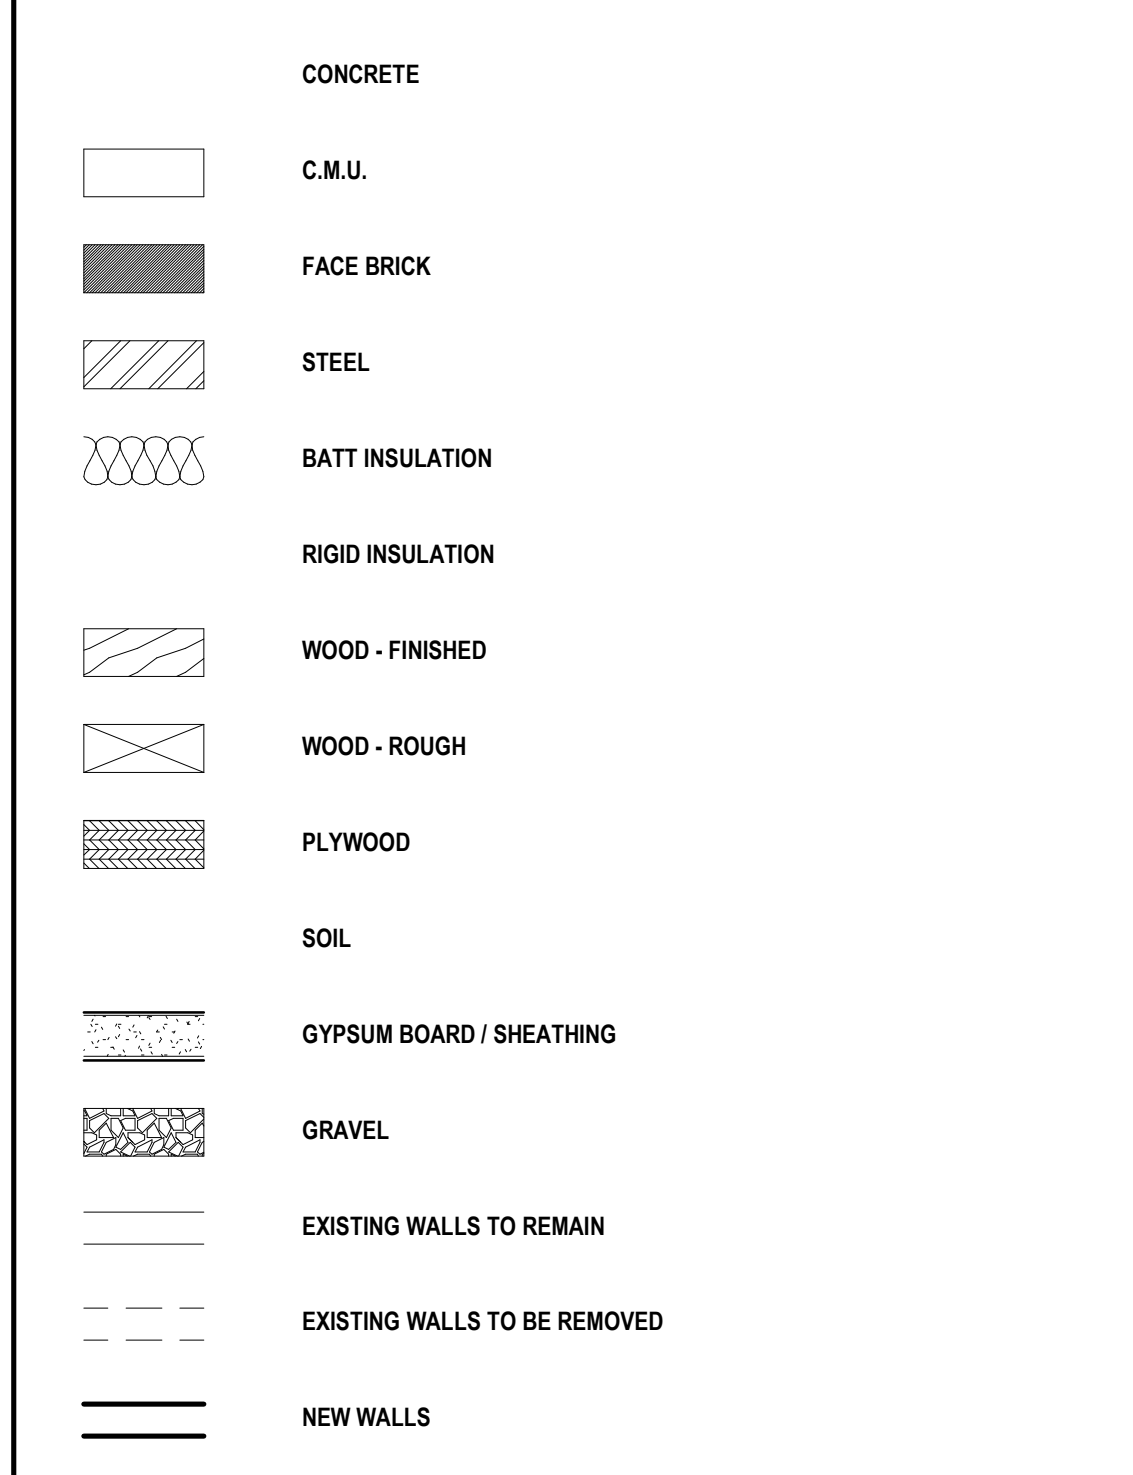 CONCRETE
C.M.U.
FACE BRICK
STEEL
BATT INSULATION
RIGID INSULATION
WOOD - FINISHED
WOOD - ROUGH
PLYWOOD
SOIL
GYPSUM BOARD / SHEATHING
GRAVEL
EXISTING WALLS TO REMAIN
EXISTING WALLS TO BE REMOVED
NEW WALLS